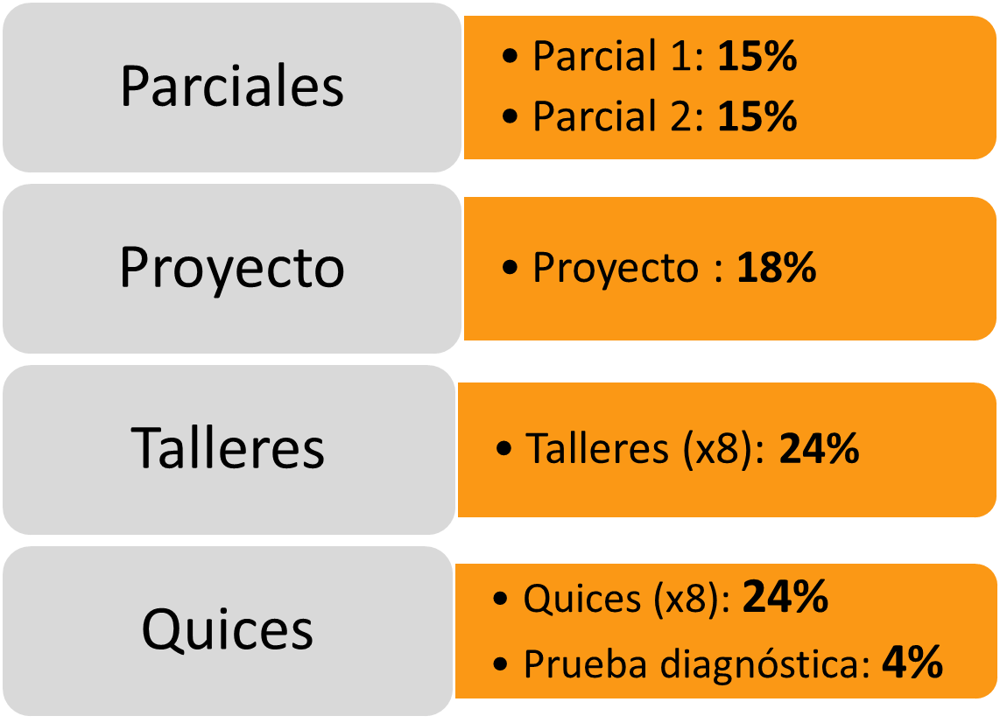 Parciales
• Parcial 1: 15%
• Parcial 2: 15%
Proyecto
• Proyecto : 18%
Talleres
• Talleres (x8): 24%
Quices
• Quices (x8): 24%
• Prueba diagnóstica: 4%